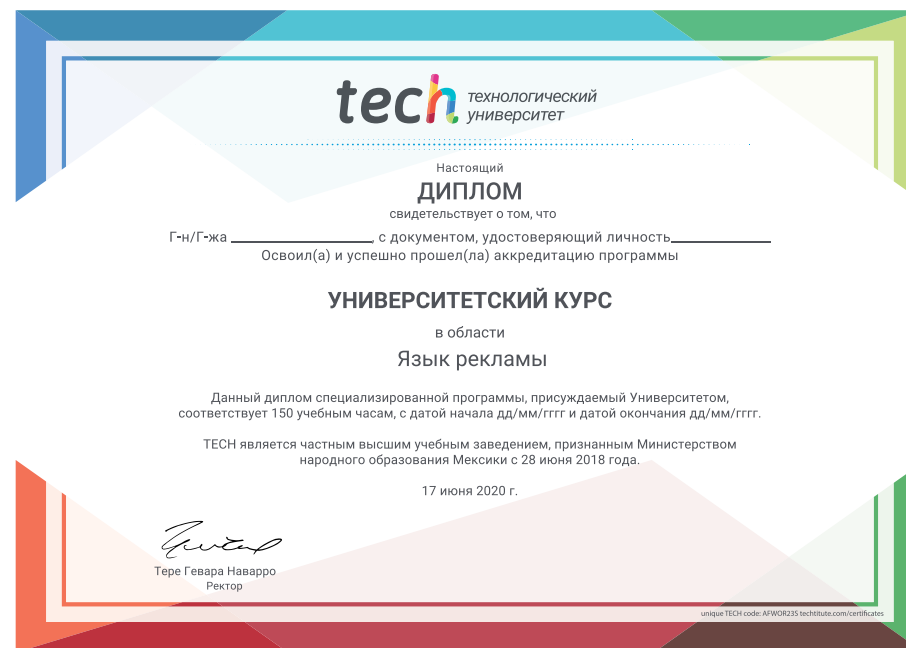 tech технологический
университет
Настоящий
ДИПЛОМ
свидетельствует о том, что
Г-н/Г-жа , с документом, удостоверяющий личность
Освоил(а) и успешно прошел(ла) аккредитацию программы
УНИВЕРСИТЕТСКИЙ КУРС
в области
Язык рекламы
Данный диплом специализированной программы, присуждаемый Университетом,
соответствует 150 учебным часам, с датой начала дд/мм/гггг и датой окончания дд/мм/гггг.
TECH является частным высшим учебным заведением, признанным Министерством
народного образования Мексики с 28 июня 2018 года.
17 июня 2020 г.
Тере Гевара Наварро
Ректор
unique TECH code: AFWOR23S techtitute.com/certificates